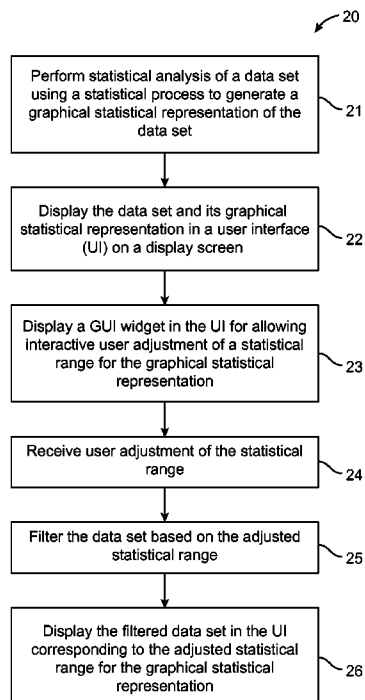 20
Perform statistical analysis of a data set
using a statistical process to generate a
graphical statistical representation of the
data set
21
Display the data set and its graphical
statistical representation in a user interface
(UI) on a display screen
22
Display a GUI widget in the UI for allowing
interactive user adjustment of a statistical
range for the graphical statistical
representation
23
Receive user adjustment of the statistical
range
24
Filter the data set based on the adjusted
statistical range
25
Display the filtered data set in the UI
corresponding to the adjusted statistical
range for the graphical statistical
representation
26